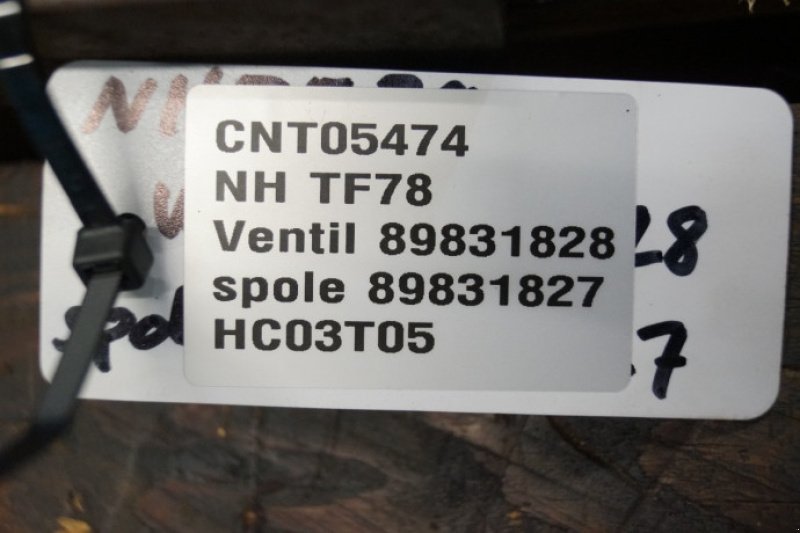 CNT05474
NH TF78
Ventil 89831828
spole 89831827
HC03T05